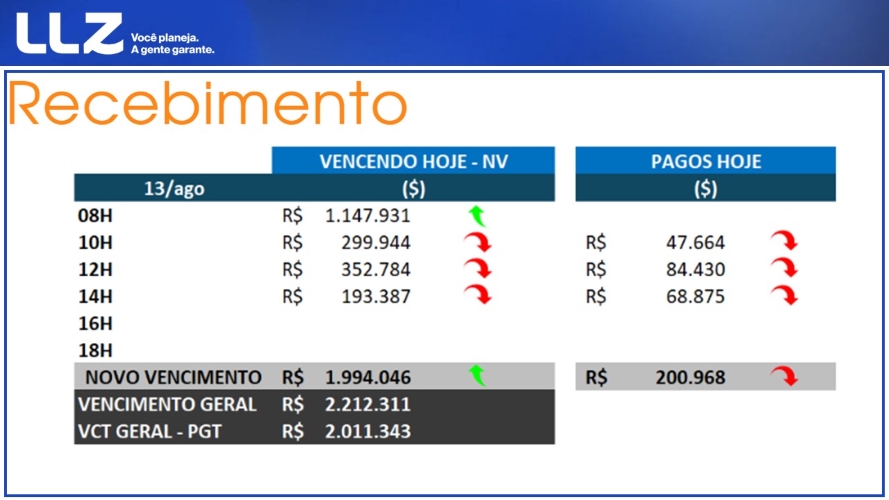 LLZ Você planeja.
A gente garante.
Recebimento
VENCENDO HOJE - NV PAGOS HOJE
13/ago ($) ($)
08H R$ 1.147.931
10H R$ 299.944 R$ 47.664
12H R$ 352.784 R$ 84.430
14H R$ 193.387 R$ 68.875
16H
18H
NOVO VENCIMENTO R$ 1.994.046 R$ 200.968
VENCIMENTO GERAL R$ 2.212.311
VCT GERAL - PGT R$ 2.011.343